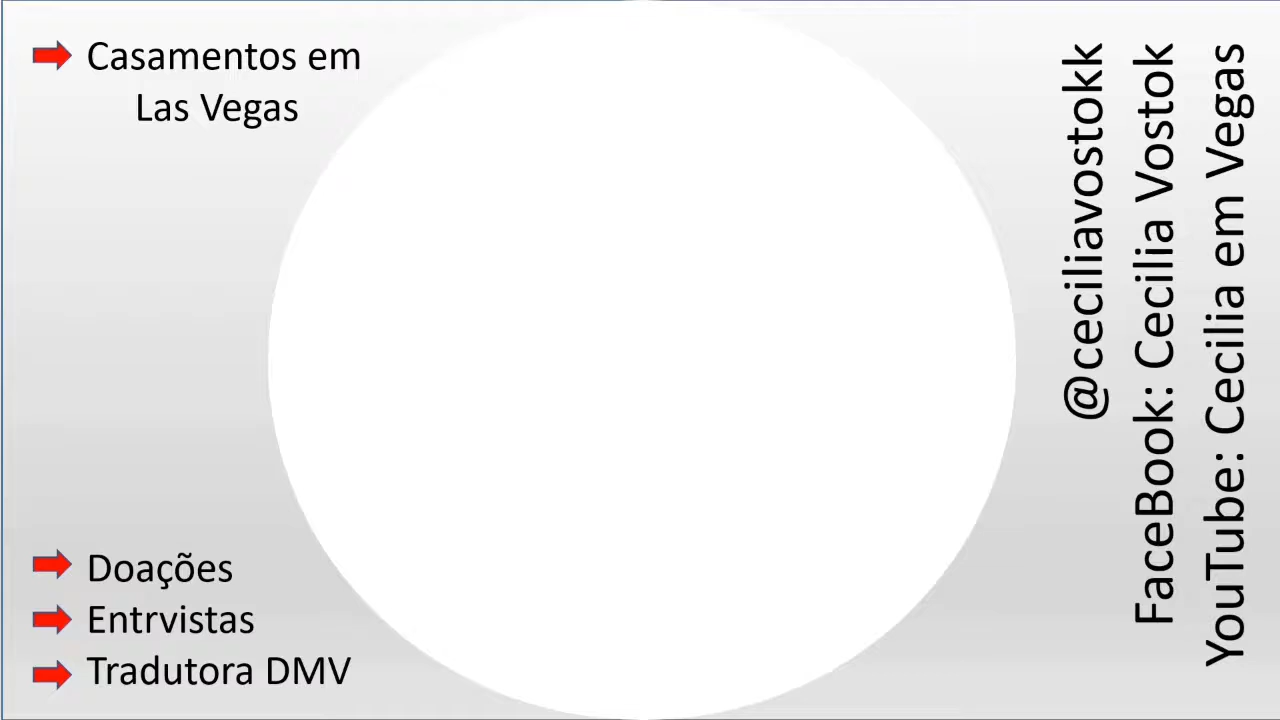 Casamentos em
Las Vegas
Doações
Entrvistas
Tradutora DMV
@ceciliavostokk
FaceBook: Cecilia Vostok
YouTube: Cecilia em Vegas